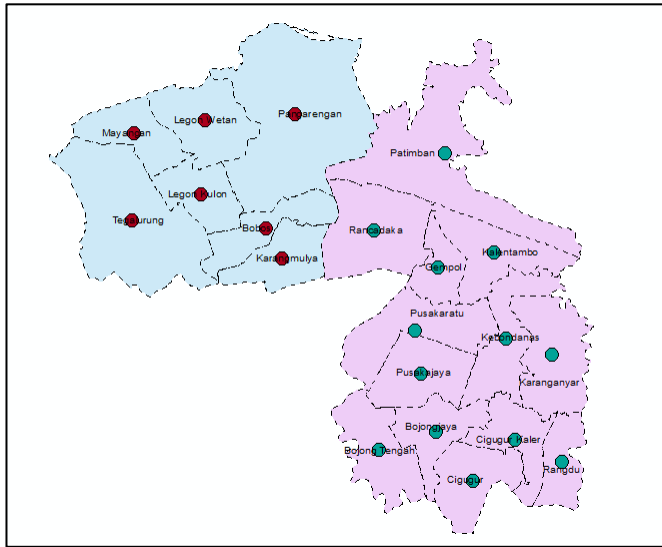 Pangarengan
Legon Wetan
Mayangan
Patimban
Legon Kulon
Tegalurung
Bobos
Rancadaka
Karangmulya
Kalentambo
Gempol
Pusakaratu
Kebondanas
Pusakajaya
Karanganyar
Bojongjaya
Cigugur Kaler
Bojong Tengah
Rangdu
Cigugur